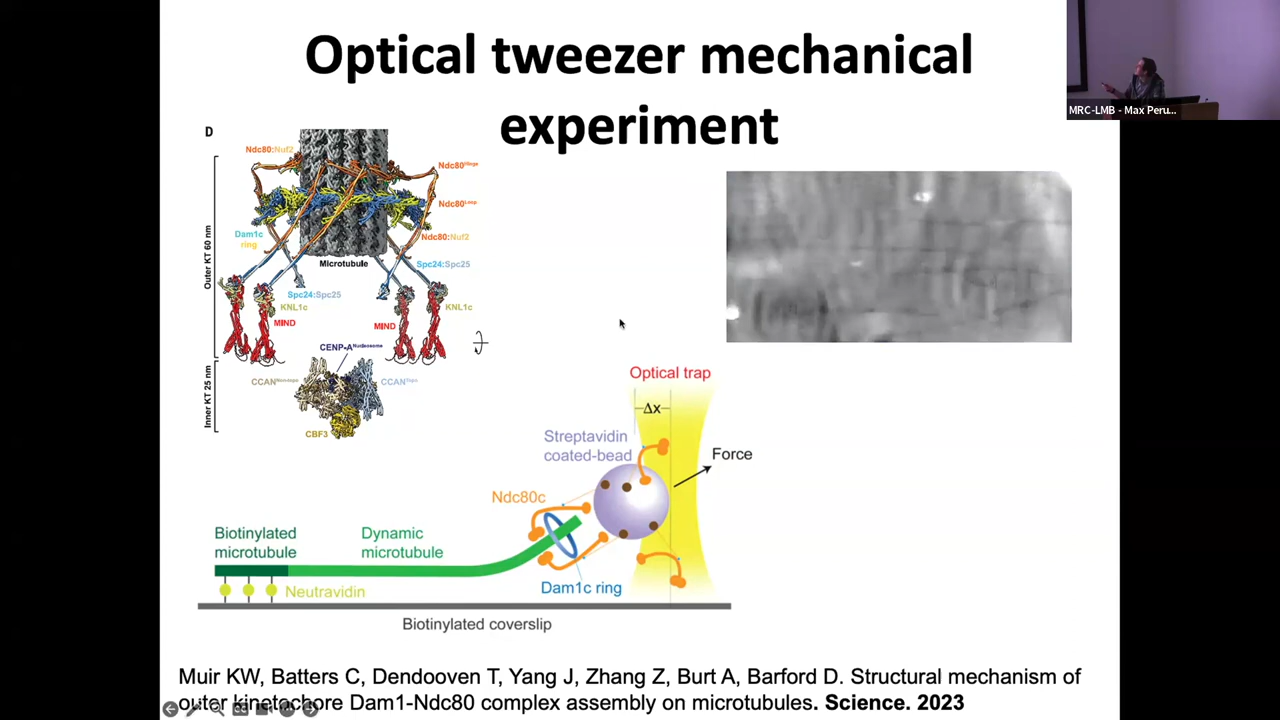 Optical tweezer mechanical
experiment
MRC-LMB - Max Peru...
D
Ndc80:Nuf2
Ndc80Hinge
Ndc80Loop
Dam1c
ring
Ndc80:Nuf2
Outer KT 60 nm
Microtubule
Spc24:Spc25
Spc24:Spc25
KNL1c
KNL1c
MIND
MIND
CENP-ANucleosome
CCANNontopo
CCANTopo
Inner KT 25 nm
CBF3
Optical trap
Δx
Streptavidin
coated-bead
Force
Ndc80c
Biotinylated
microtubule
Dynamic
microtubule
Neutravidin
Dam1c ring
Biotinylated coverslip
Muir KW, Batters C, Dendooven T, Yang J, Zhang Z, Burt A, Barford D. Structural mechanism of
outer kinetochore Dam1-Ndc80 complex assembly on microtubules. Science. 2023